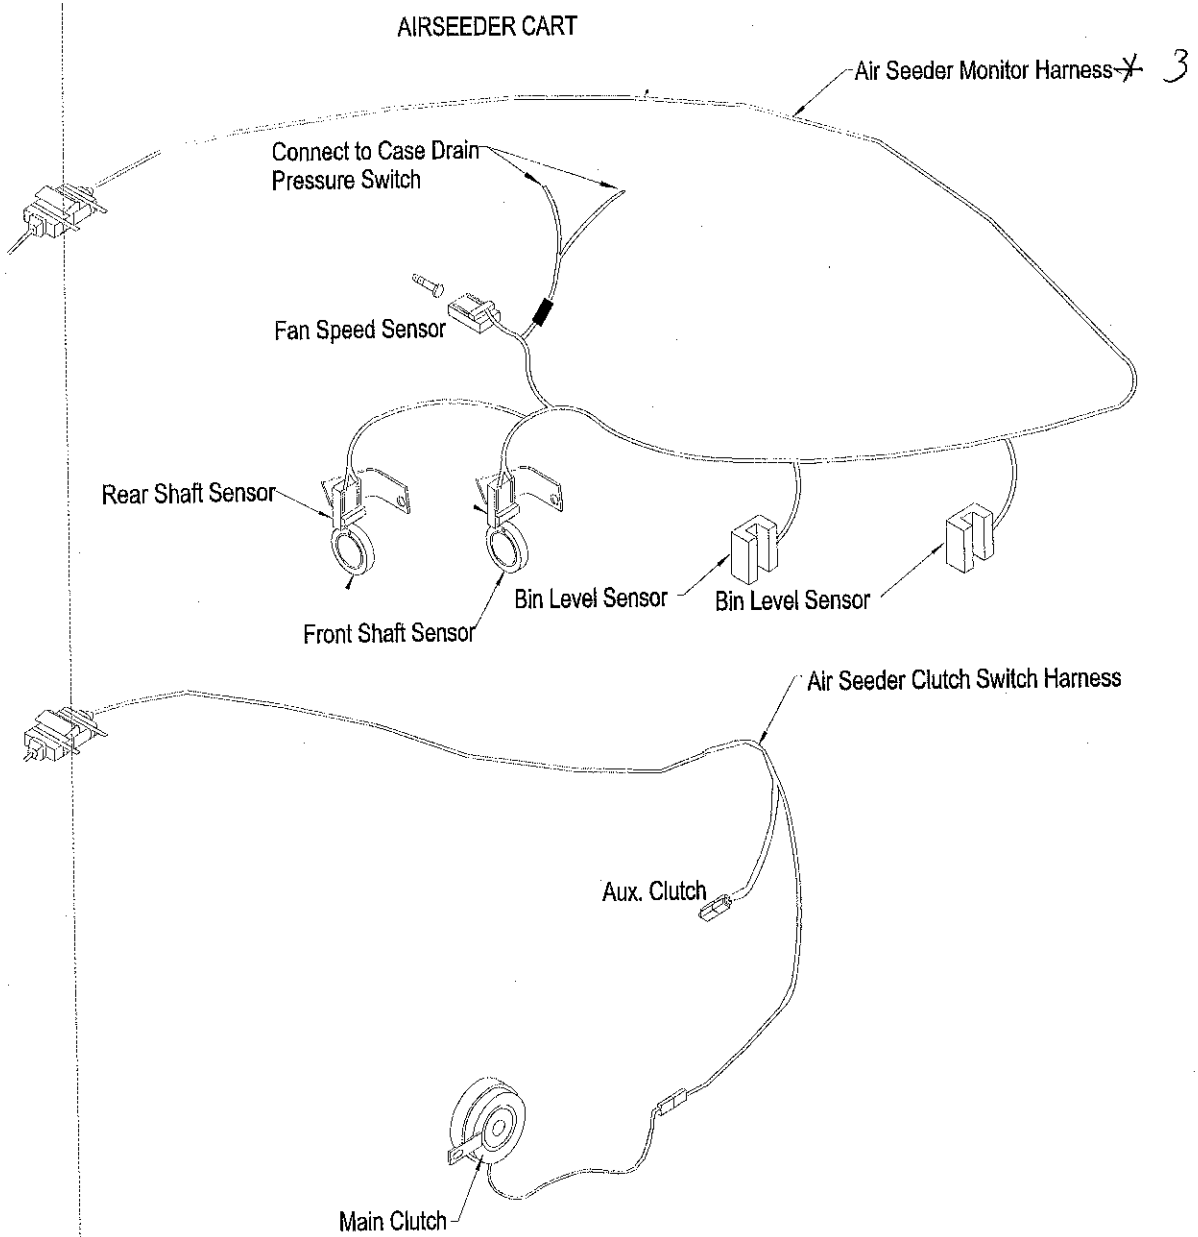 AIRSEEDER CART
Air Seeder Monitor Harness * 3
Connect to Case Drain
Pressure Switch
Fan Speed Sensor
Rear Shaft Sensor
Bin Level Sensor
Bin Level Sensor
Front Shaft Sensor
Air Seeder Clutch Switch Harness
Aux. Clutch
Main Clutch